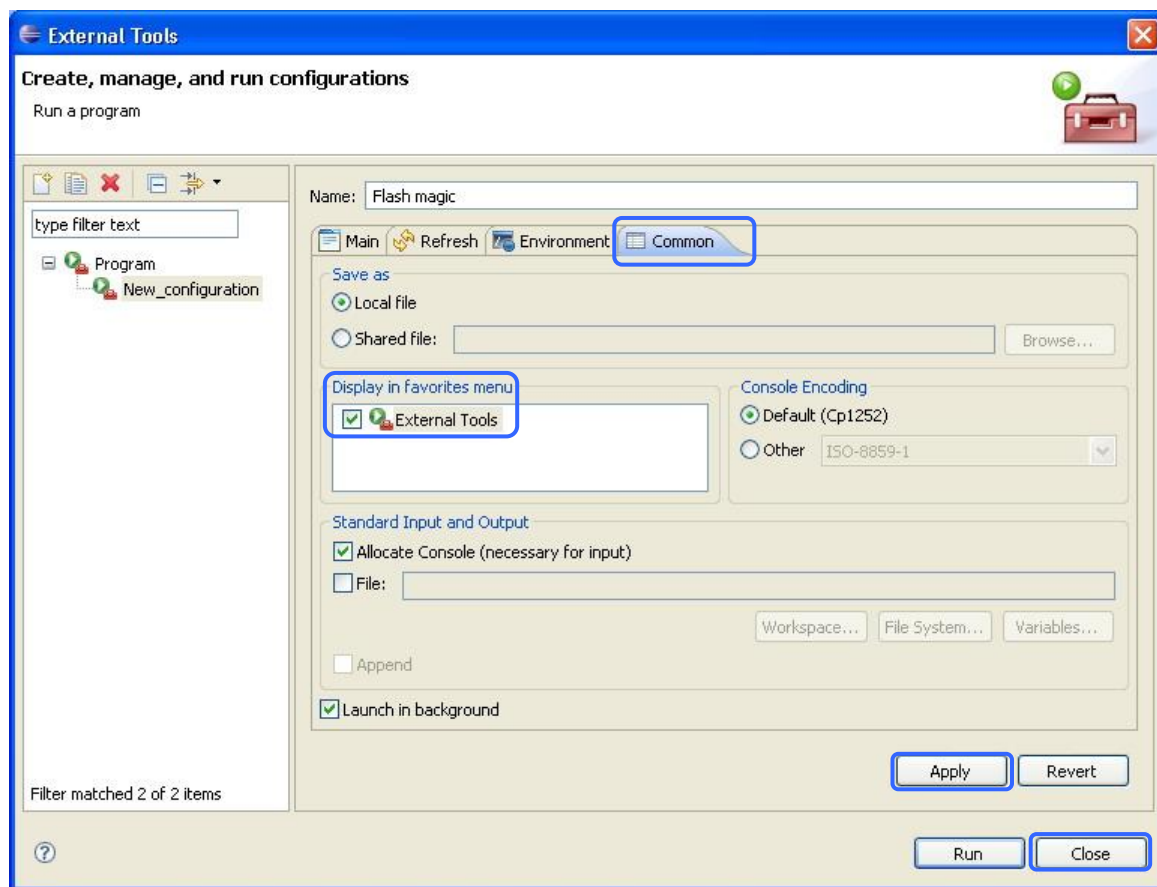 External Tools
Create, manage, and run configurations
Run a program
type filter text
Program
New_configuration
Filter matched 2 of 2 items
Name: Flash magic
Main Refresh Environment Common
Save as
Local file
Shared file: Browse...
Display in favorites menu
External Tools
Console Encoding
Default (Cp1252)
Other ISO-8859-1
Standard Input and Output
Allocate Console (necessary for input)
File:
Workspace... File System... Variables...
Append
Launch in background
Apply Revert
Run Close